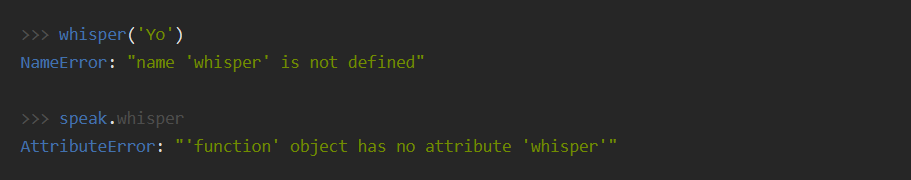 >>> whisper('Yo')
NameError: "name 'whisper' is not defined"
>>> speak.whisper
AttributeError: "'function' object has no attribute 'whisper'"